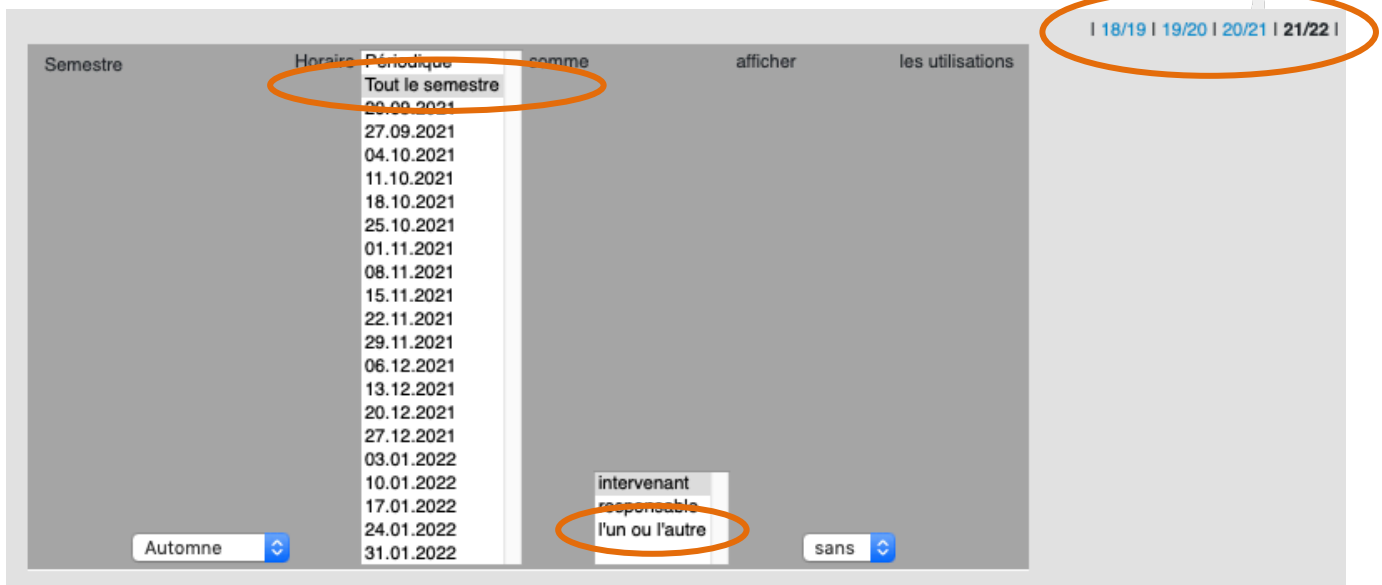 I 18/19 I 19/20 I 20/21 I 21/22 I
Semestre
Horaire
Périodique
Tout le semestre
20.09.2021
27.09.2021
04.10.2021
11.10.2021
18.10.2021
25.10.2021
01.11.2021
08.11.2021
15.11.2021
22.11.2021
29.11.2021
06.12.2021
13.12.2021
20.12.2021
27.12.2021
03.01.2022
10.01.2022
17.01.2022
24.01.2022
31.01.2022
comme
intervenant
responsable
l'un ou l'autre
afficher
sans
les utilisations
Automne